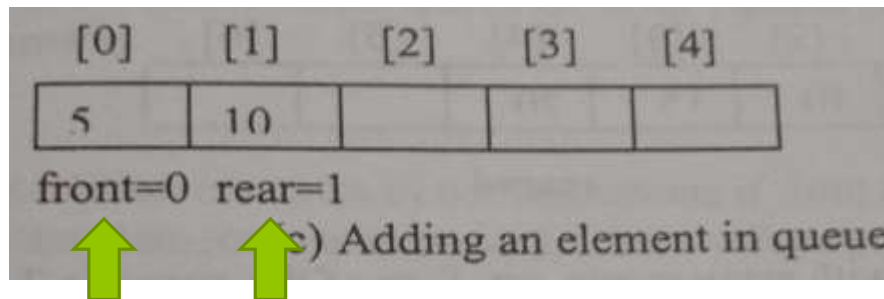 [0] [1] [2] [3] [4]
5 10
front=0 rear=1
c) Adding an element in queue